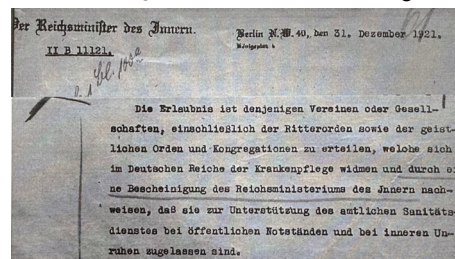 Der Reichsminister des Innern.
II B 11121.
Berlin N.W.40, den 31. Dezember 1921.
Königsplatz 6
Die Erlaubnis ist denjenigen Vereinen oder Gesell-
schaften, einschließlich der Ritterorden sowie der geist-
lichen Orden und Kongregationen zu erteilen, welche sich
im Deutschen Reiche der Krankenpflege widmen und durch ei
ne Bescheinigung des Reichsministeriums des Jnnern nach-
weisen, daß sie zur Unterstützung des amtlichen Sanitäts-
dienstes bei öffentlichen Notständen und bei inneren Un-
ruhen zugelassen sind.